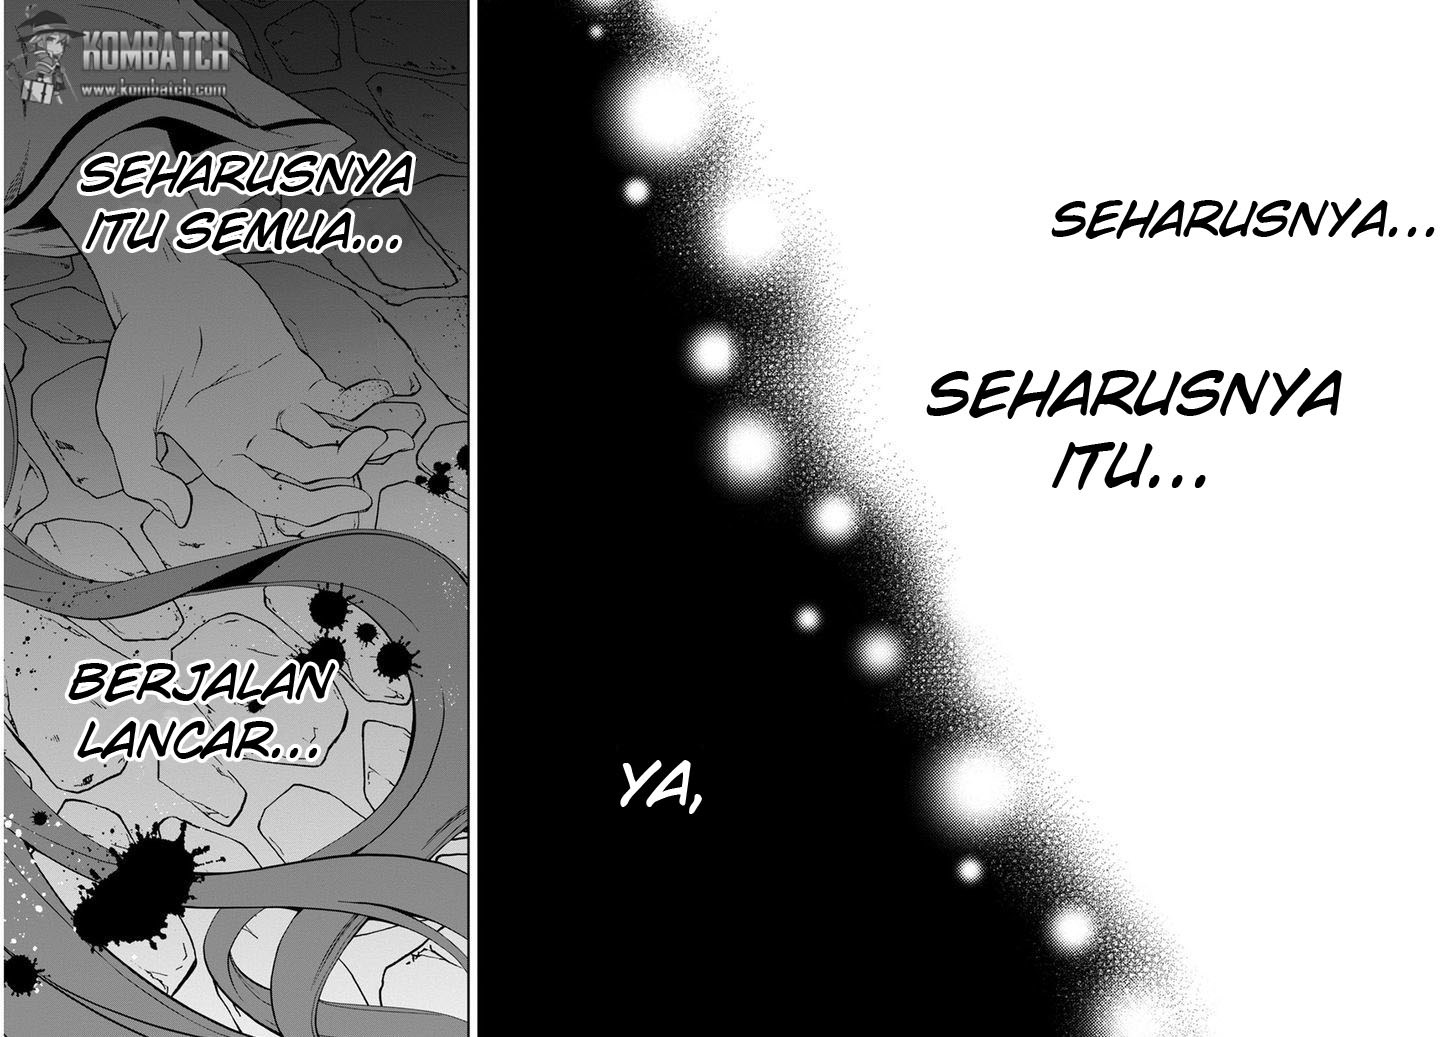 SEHARUSNYA...
SEHARUSNYA
ITU...
YA,
KOMBATCH
www.kombatch.com
SEHARUSNYA
ITU SEMUA...
BERJALAN
LANCAR...